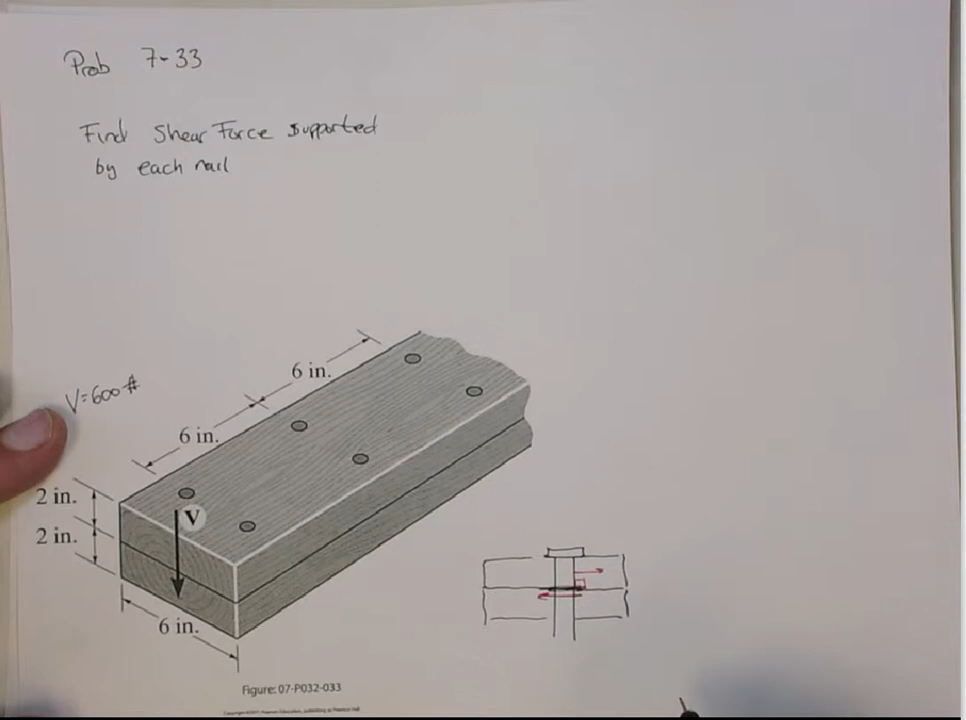 Prob 7-33
Find Shear Force supported
by each nail
V=600#
6 in.
6 in.
2 in.
2 in.
V
6 in.
Figure: 07-P032-033